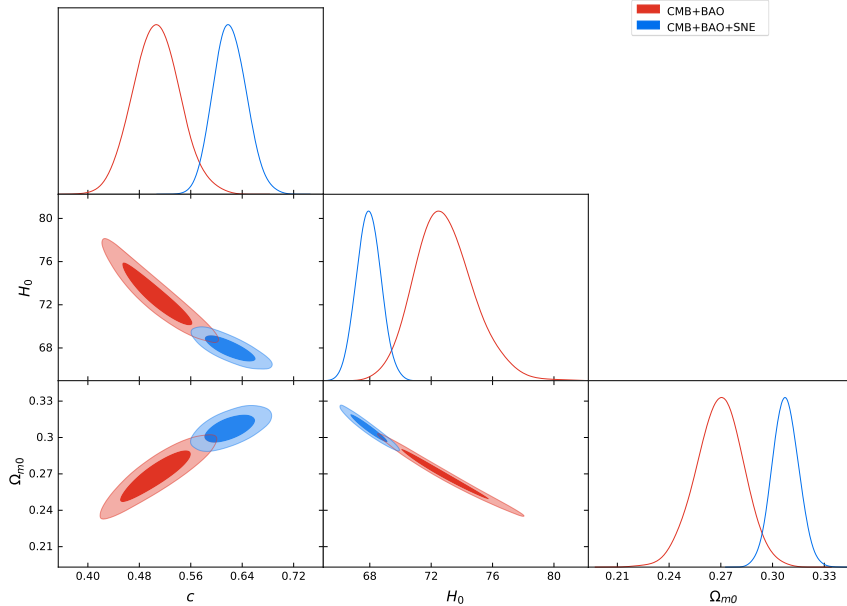 CMB+BAO
CMB+BAO+SNE
80
76
72
68
H₀
0.33
0.3
0.27
0.24
0.21
Ωₘ₀
0.40 0.48 0.56 0.64 0.72
c
68 72 76 80
H₀
0.21 0.24 0.27 0.30 0.33
Ωₘ₀